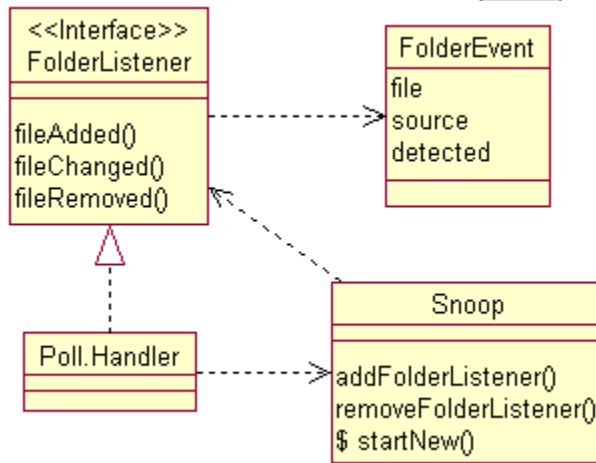 <<Interface>>
FolderListener
fileAdded()
fileChanged()
fileRemoved()
FolderEvent
file
source
detected
Poll.Handler
Snoop
addFolderListener()
removeFolderListener()
$ startNew()